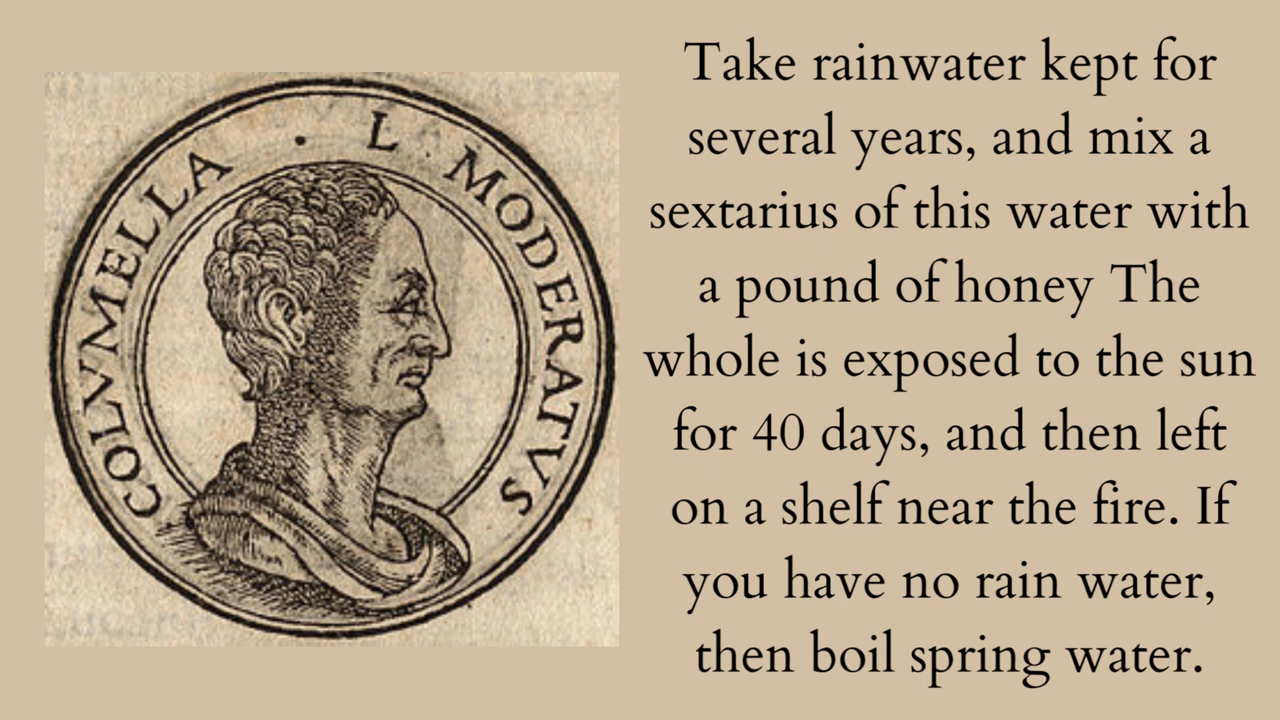 COLVMELLA · L · MODERATVS
Take rainwater kept for
several years, and mix a
sextarius of this water with
a pound of honey The
whole is exposed to the sun
for 40 days, and then left
on a shelf near the fire. If
you have no rain water,
then boil spring water.